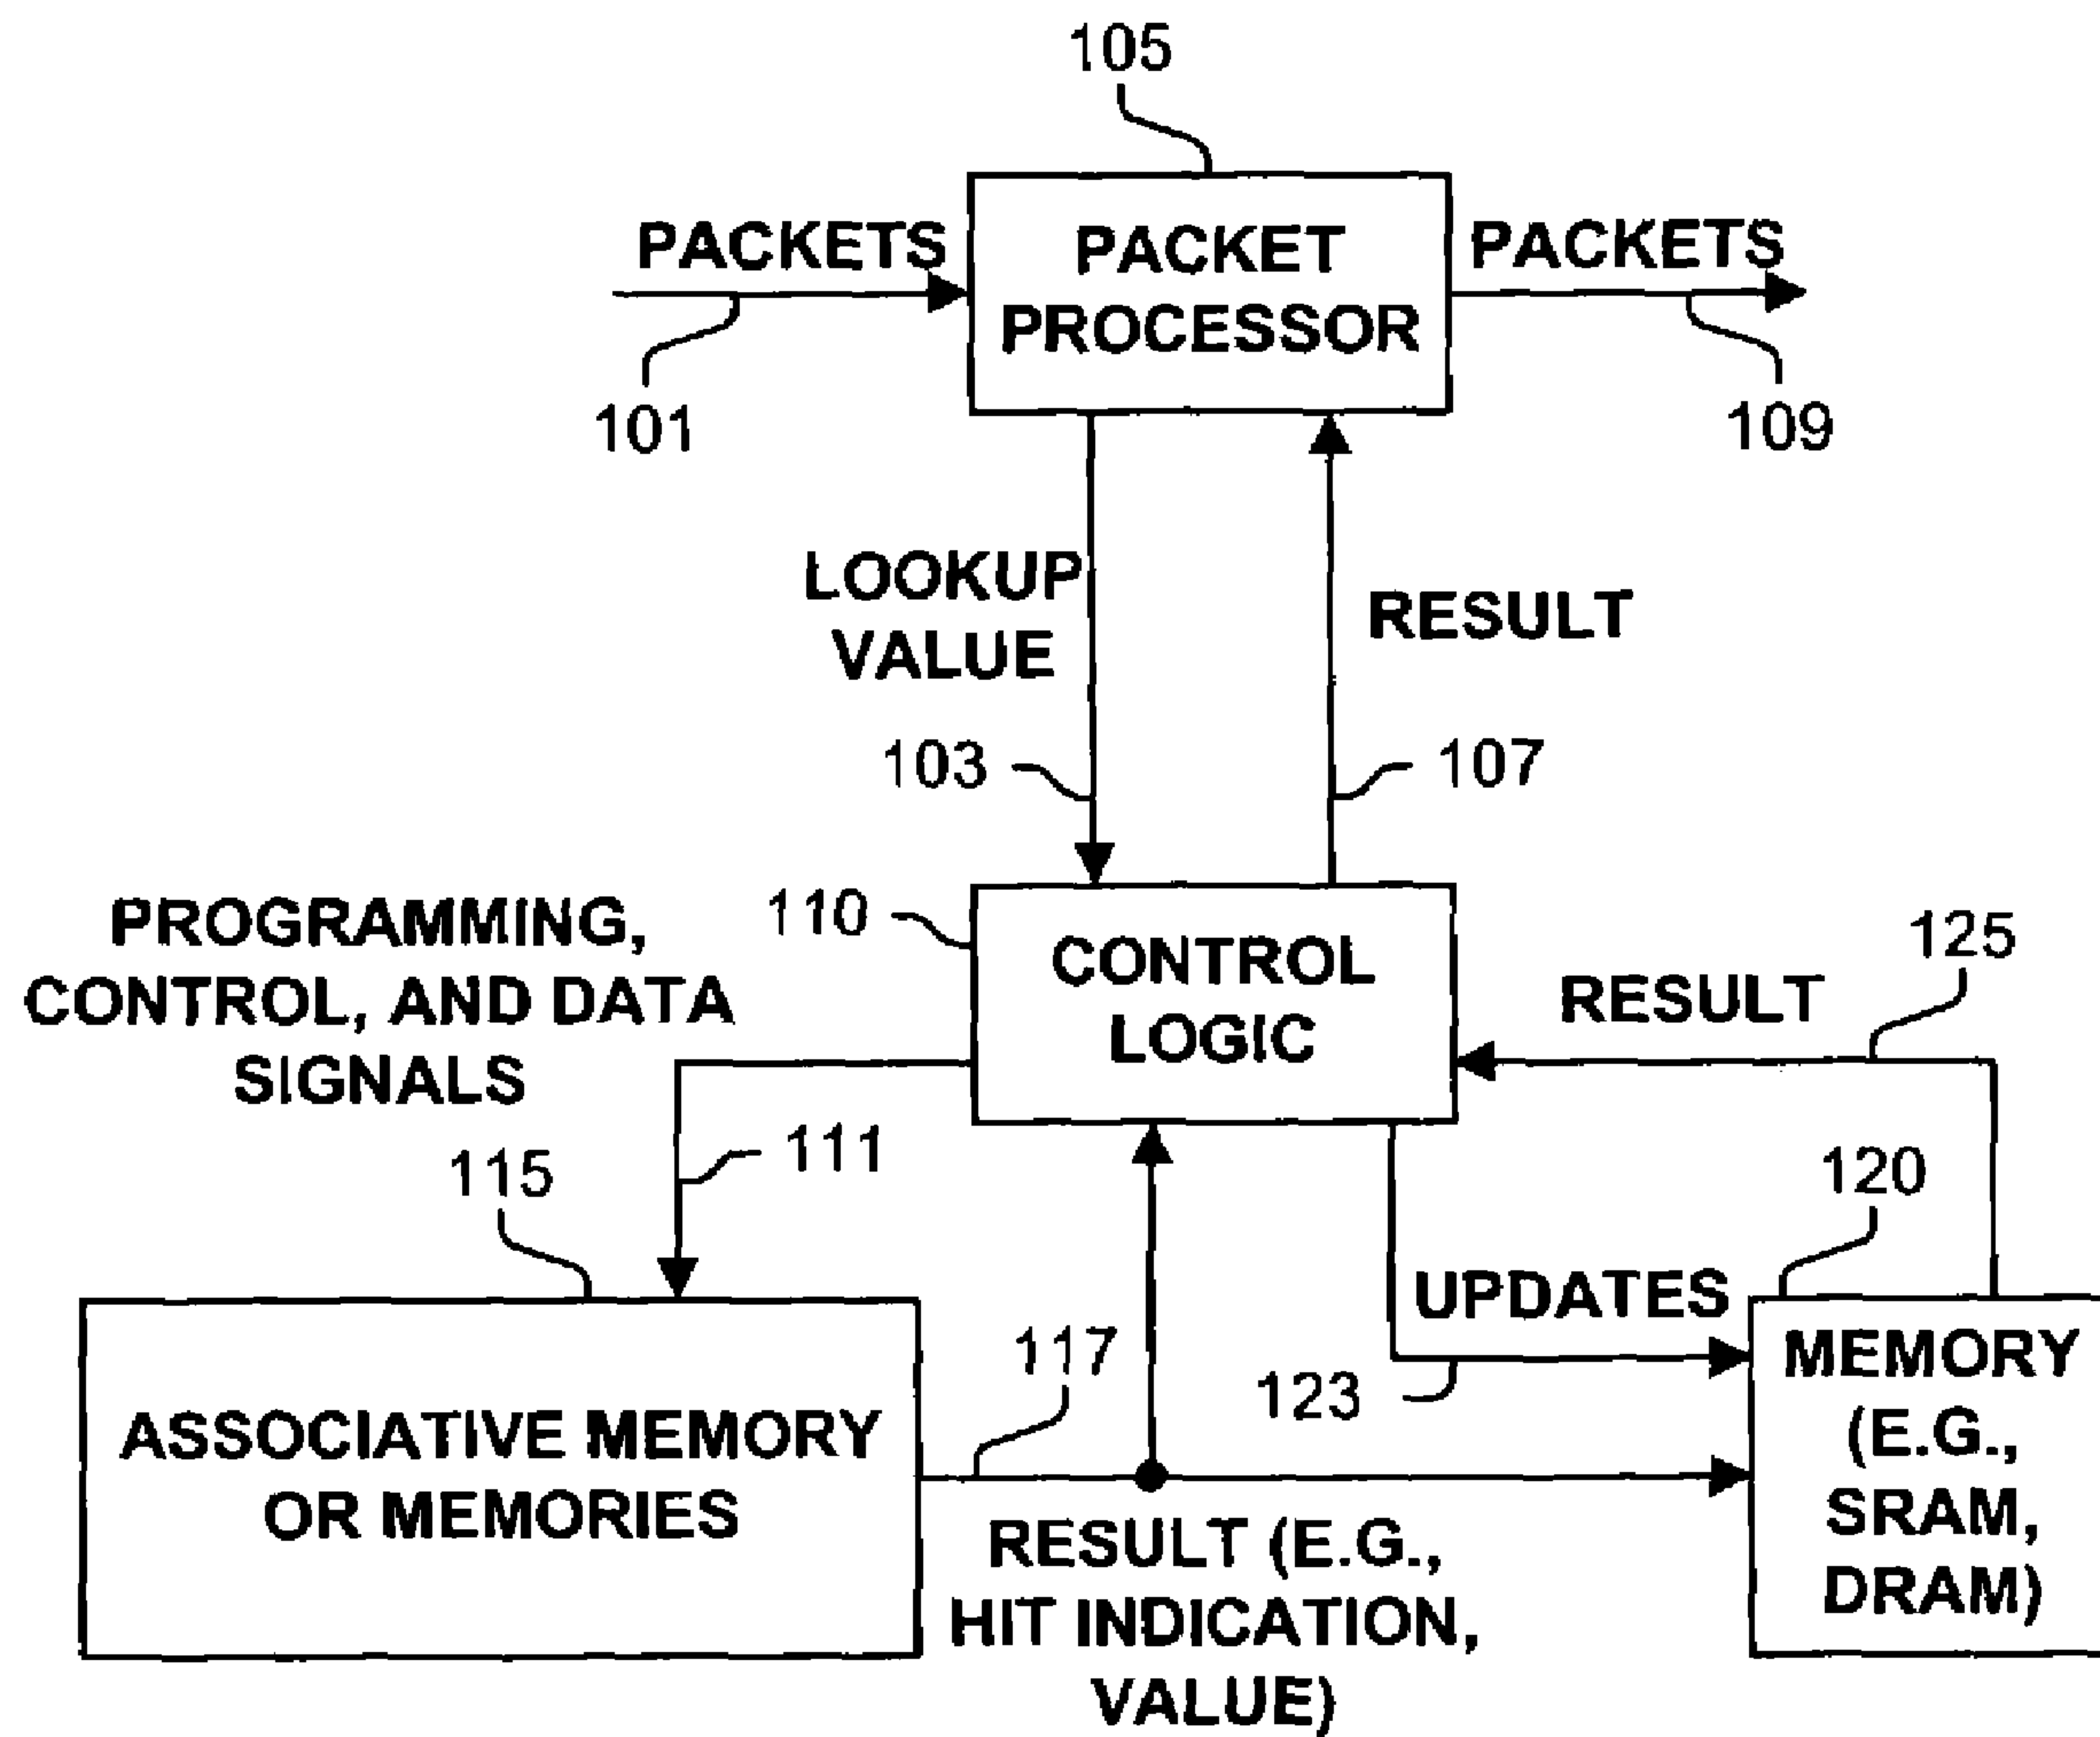 105
PACKETS
PACKET
PROCESSOR
PACKETS
101
109
LOOKUP
VALUE
RESULT
103
107
110
PROGRAMMING,
CONTROL, AND DATA
SIGNALS
CONTROL
LOGIC
125
RESULT
111
115
120
UPDATES
117
123
MEMORY
(E.G.,
SRAM,
DRAM)
ASSOCIATIVE MEMORY
OR MEMORIES
RESULT (E.G.,
HIT INDICATION,
VALUE)